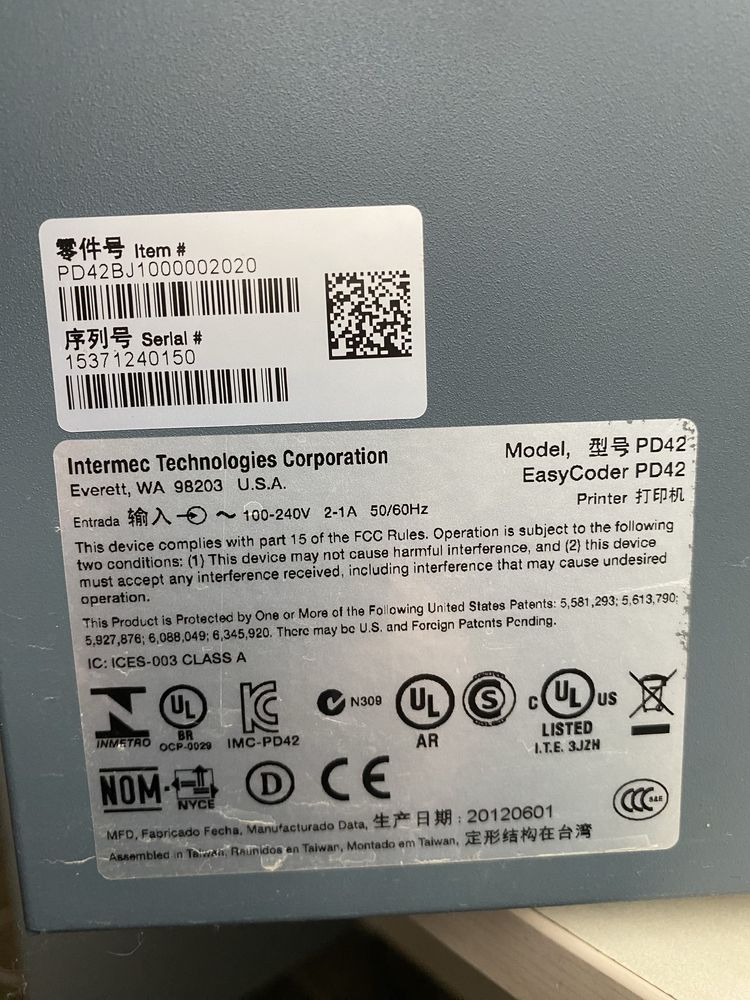 零件号 Item #
PD42BJ1000002020
序列号 Serial #
15371240150
Intermec Technologies Corporation
Everett, WA 98203 U.S.A.
Model, 型号 PD42
EasyCoder PD42
Printer 打印机
Entrada 输入 ~ 100-240V 2-1A 50/60Hz
This device complies with part 15 of the FCC Rules. Operation is subject to the following
two conditions: (1) This device may not cause harmful interference, and (2) this device
must accept any interference received, including interference that may cause undesired
operation.
This Product is Protected by One or More of the Following United States Patents: 5,581,293; 5,613,790;
5,927,876; 6,088,049; 6,345,920. There may be U.S. and Foreign Patents Pending.
IC: ICES-003 CLASS A
INMETRO
UL
BR
OCP-0029
KC
IMC-PD42
N309
UL
AR
S
C UL US
LISTED
I.T.E. 3JZH
NOM-
NYCE
D
CE
CCC S&E
MFD, Fabricado Fecha, Manufacturado Data, 生产日期: 20120601
Assembled in Taiwan, Reunidos en Taiwan, Montado em Taiwan, 定形结构在台湾